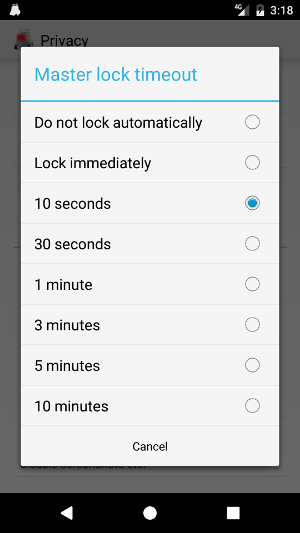 4G
3:18
Privacy
Master lock timeout
Do not lock automatically
Lock immediately
10 seconds
30 seconds
1 minute
3 minutes
5 minutes
10 minutes
Cancel